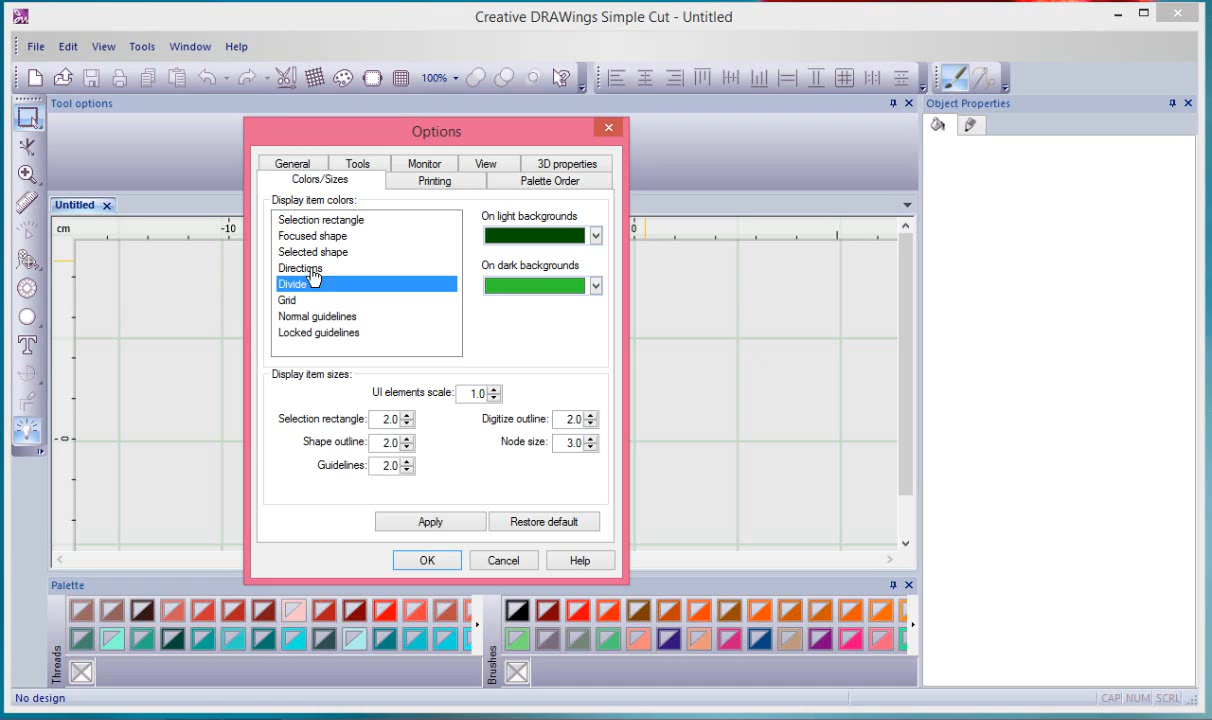 Creative DRAWings Simple Cut - Untitled
File Edit View Tools Window Help
100%
Tool options
Object Properties
Options
General Tools Monitor View 3D properties
Colors/Sizes Printing Palette Order
Untitled
cm
-10
0
Display item colors:
Selection rectangle
Focused shape
Selected shape
Directions
Divide
Grid
Normal guidelines
Locked guidelines
On light backgrounds
On dark backgrounds
Display item sizes:
UI elements scale: 1.0
Selection rectangle: 2.0 Digitize outline: 2.0
Shape outline: 2.0 Node size: 3.0
Guidelines: 2.0
- 0 -
Apply Restore default
OK Cancel Help
Palette
Threads
Brushes
No design
CAP NUM SCRL